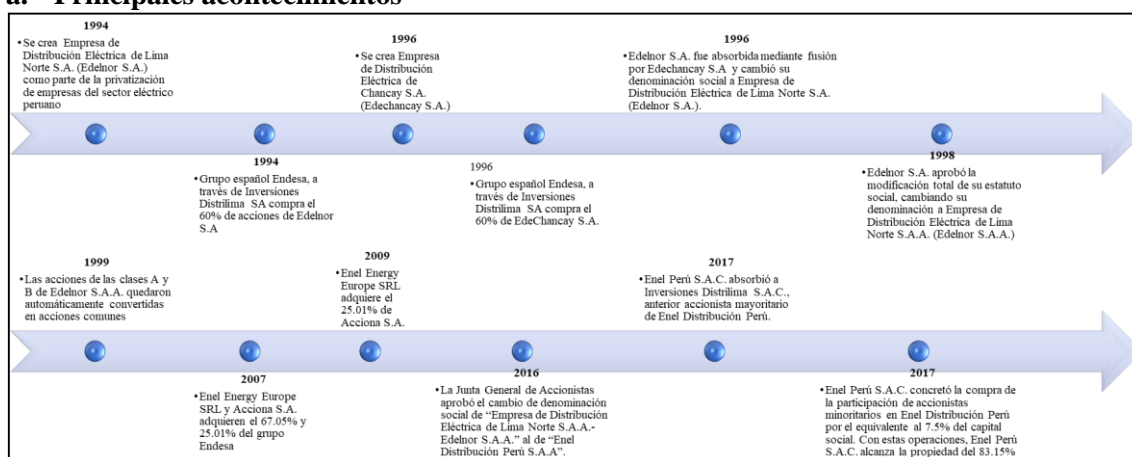 a. Principales acontecimientos
1994
•Se crea Empresa de
Distribución Eléctrica de Lima
Norte S.A. (Edelnor S.A.)
como parte de la privatización
de empresas del sector eléctrico
peruano
1994
•Grupo español Endesa, a
través de Inversiones
Distrilima SA compra el
60% de acciones de Edelnor
S.A
1996
•Se crea Empresa
de Distribución
Eléctrica de
Chancay S.A.
(Edechancay S.A.)
1996
•Grupo español Endesa, a
través de Inversiones
Distrilima SA compra el
60% de EdeChancay S.A.
1996
•Edelnor S.A. fue absorbida mediante fusión
por Edechancay S.A y cambió su
denominación social a Empresa de
Distribución Eléctrica de Lima Norte S.A.
(Edelnor S.A.).
1998
•Edelnor S.A. aprobó la
modificación total de su estatuto
social, cambiando su
denominación a Empresa de
Distribución Eléctrica de Lima
Norte S.A.A. (Edelnor S.A.A.)
1999
•Las acciones de las clases A y
B de Edelnor S.A.A. quedaron
automáticamente convertidas
en acciones comunes
2007
•Enel Energy Europe
SRL y Acciona S.A.
adquieren el 67.05% y
25.01% del grupo
Endesa
2009
•Enel Energy
Europe SRL
adquiere el
25.01% de
Acciona S.A.
2016
•La Junta General de Accionistas
aprobó el cambio de denominación
social de “Empresa de Distribución
Eléctrica de Lima Norte S.A.A.-
Edelnor S.A.A.” al de “Enel
Distribución Perú S.A.A”.
2017
•Enel Perú S.A.C. absorbió a
Inversiones Distrilima S.A.C.,
anterior accionista mayoritario
de Enel Distribución Perú.
2017
•Enel Perú S.A.C. concretó la compra de
la participación de accionistas
minoritarios en Enel Distribución Perú
por el equivalente al 7.5% del capital
social. Con estas operaciones, Enel Perú
S.A.C. alcanza la propiedad del 83.15%